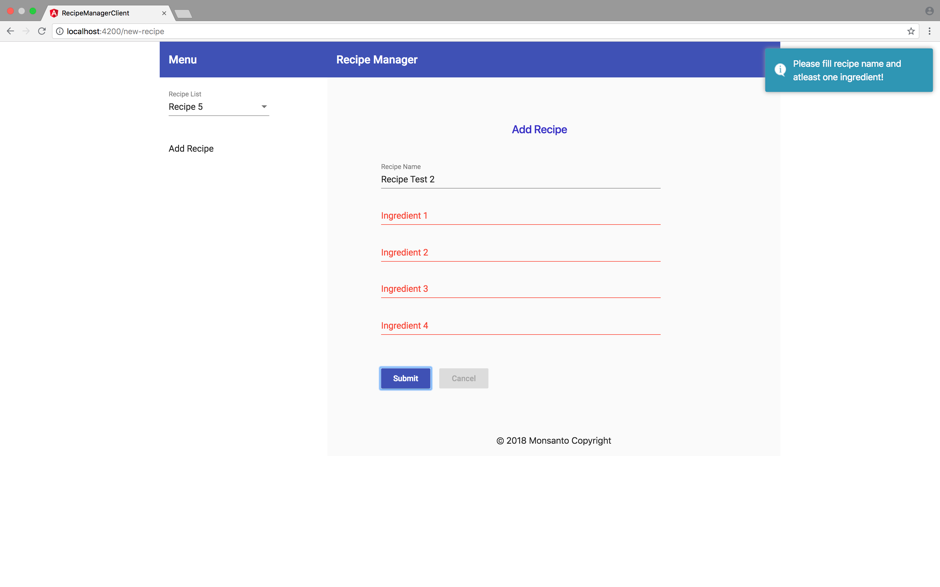 RecipeManagerClient
localhost:4200/new-recipe
Menu
Recipe Manager
Please fill recipe name and
atleast one ingredient!
Recipe List
Recipe 5
Add Recipe
Add Recipe
Recipe Name
Recipe Test 2
Ingredient 1
Ingredient 2
Ingredient 3
Ingredient 4
Submit
Cancel
© 2018 Monsanto Copyright